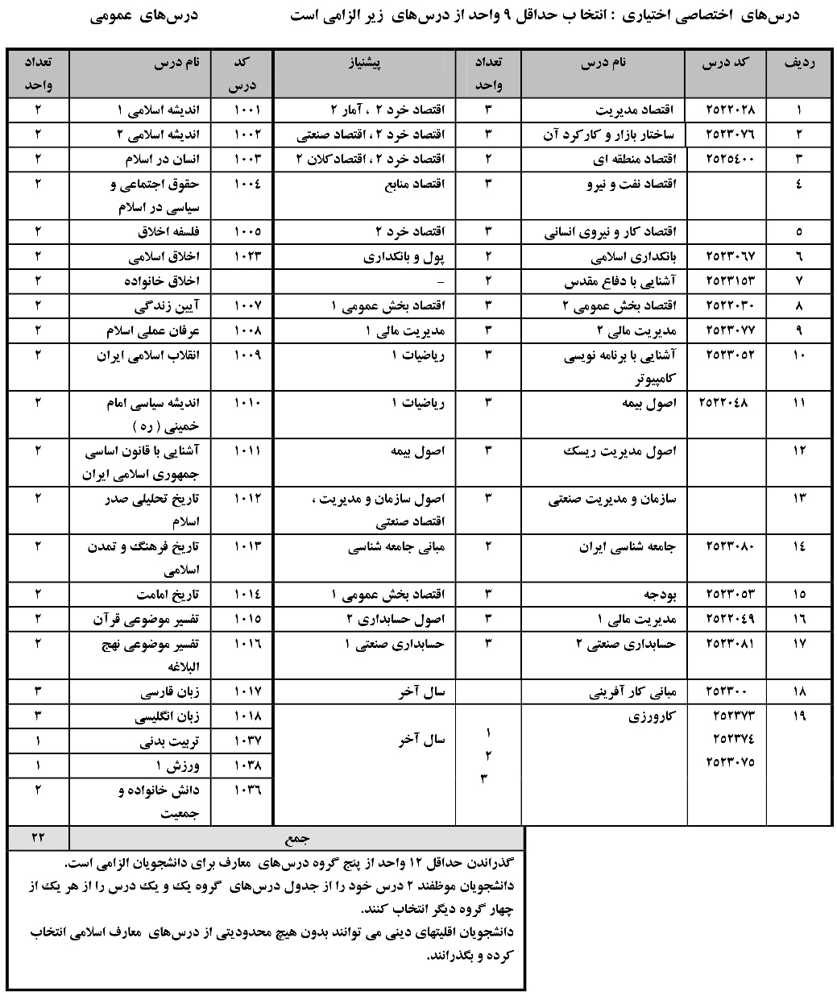 درس‌های اختصاصی اختیاری : انتخا ب حداقل ۹ واحد از درس‌های زیر الزامی است درس‌های عمومی
ردیف کد درس نام درس تعداد پیشنیاز کد نام درس تعداد
واحد درس واحد
۱ ۲۵۲۲۰۲۸ اقتصاد مدیریت ۳ اقتصاد خرد ۲ ، آمار ۲ ۱۰۰۱ اندیشه اسلامی ۱ ۲
۲ ۲۵۲۳۰۷۶ ساختار بازار و کارکرد آن ۳ اقتصاد خرد ۲ ، اقتصاد صنعتی ۱۰۰۲ اندیشه اسلامی ۲ ۲
۳ ۲۵۲۵٤۰۰ اقتصاد منطقه ای ۲ اقتصاد خرد ۲ ، اقتصاد کلان ۲ ۱۰۰۳ انسان در اسلام ۲
٤ اقتصاد نفت و نیرو ۳ اقتصاد منابع ۱۰۰٤ حقوق اجتماعی و ۲
سیاسی در اسلام
۵ اقتصاد کار و نیروی انسانی ۳ اقتصاد خرد ۲ ۱۰۰۵ فلسفه اخلاق ۲
۶ ۲۵۲۳۰۶۷ بانکداری اسلامی ۲ پول و بانکداری ۱۰۲۳ اخلاق اسلامی ۲
۷ ۲۵۲۳۱۵۳ آشنایی با دفاع مقدس ۲ – اخلاق خانواده ۲
۸ ۲۵۲۲۰۳۰ اقتصاد بخش عمومی ۲ ۳ اقتصاد بخش عمومی ۱ ۱۰۰۷ آیین زندگی ۲
۹ ۲۵۲۳۰۷۷ مدیریت مالی ۲ ۳ مدیریت مالی ۱ ۱۰۰۸ عرفان عملی اسلام ۲
۱۰ ۲۵۲۳۰۵۲ آشنایی با برنامه نویسی ۳ ریاضیات ۱ ۱۰۰۹ انقلاب اسلامی ایران ۲
کامپیوتر
۱۱ ۲۵۲۲۰٤۸ اصول بیمه ۳ ریاضیات ۱ ۱۰۱۰ اندیشه سیاسی امام ۲
خمینی ( ره )
۱۲ اصول مدیریت ریسک ۳ اصول بیمه ۱۰۱۱ آشنایی با قانون اساسی ۲
جمهوری اسلامی ایران
۱۳ سازمان و مدیریت صنعتی ۳ اصول سازمان و مدیریت ، ۱۰۱۲ تاریخ تحلیلی صدر ۲
اقتصاد صنعتی اسلام
۱٤ ۲۵۲۳۰۸۰ جامعه شناسی ایران ۲ مبانی جامعه شناسی ۱۰۱۳ تاریخ فرهنگ و تمدن ۲
اسلامی
۱۵ ۲۵۲۳۰۵۳ بودجه ۳ اقتصاد بخش عمومی ۱ ۱۰۱٤ تاریخ امامت ۲
۱۶ ۲۵۲۲۰٤۹ مدیریت مالی ۱ ۳ اصول حسابداری ۲ ۱۰۱۵ تفسیر موضوعی قرآن ۲
۱۷ ۲۵۲۳۰۸۱ حسابداری صنعتی ۲ ۳ حسابداری صنعتی ۱ ۱۰۱۶ تفسیر موضوعی نهج ۲
البلاغه
۱۸ ۲۵۲۳۰۰ مبانی کار آفرینی سال آخر ۱۰۱۷ زبان فارسی ۳
۱۹ ۲۵۲۳۷۳ کارورزی ۱۰۱۸ زبان انگلیسی ۳
۲۵۲۳۷٤ ۱ سال آخر ۱۰۳۷ تربیت بدنی ۱
۲۵۲۳۰۷۵ ۲ ۱۰۳۸ ورزش ۱ ۱
۳ ۱۰۳۶ دانش خانواده و ۲
جمعیت
جمع ۲۲
گذراندن حداقل ۱۲ واحد از پنج گروه درس‌های معارف برای دانشجویان الزامی است.
دانشجویان موظفند ۲ درس خود را از جدول درس‌های گروه یک و یک درس را از هر یک از
چهار گروه دیگر انتخاب کنند.
دانشجویان اقلیتهای دینی می توانند بدون هیچ محدودیتی از درس‌های معارف اسلامی انتخاب
کرده و بگذرانند.